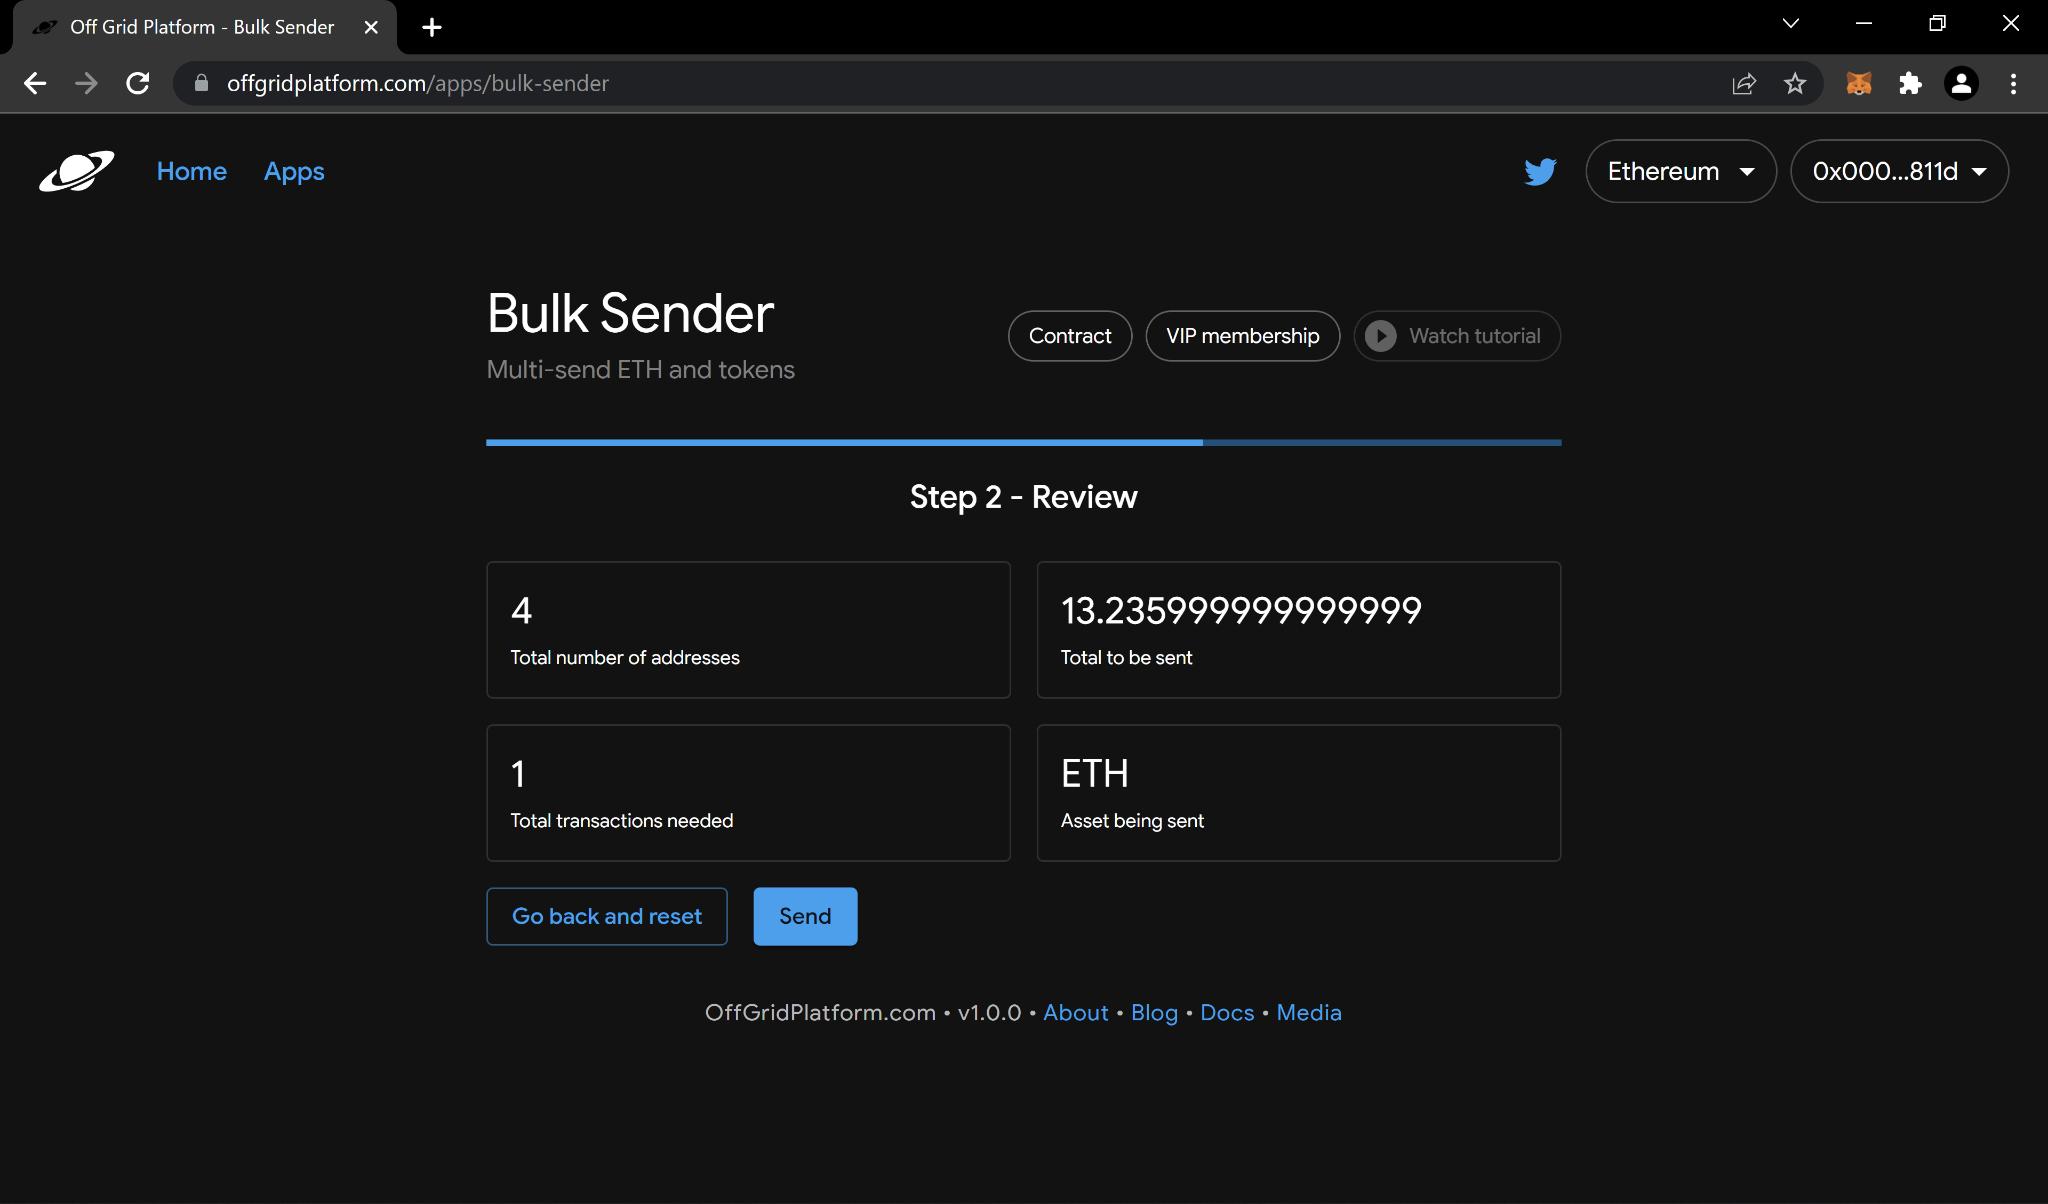 Off Grid Platform - Bulk Sender
offgridplatform.com/apps/bulk-sender
Home Apps Ethereum 0x000...811d
Bulk Sender
Multi-send ETH and tokens
Contract VIP membership Watch tutorial
Step 2 - Review
4
Total number of addresses
13.235999999999999
Total to be sent
1
Total transactions needed
ETH
Asset being sent
Go back and reset Send
OffGridPlatform.com • v1.0.0 • About • Blog • Docs • Media